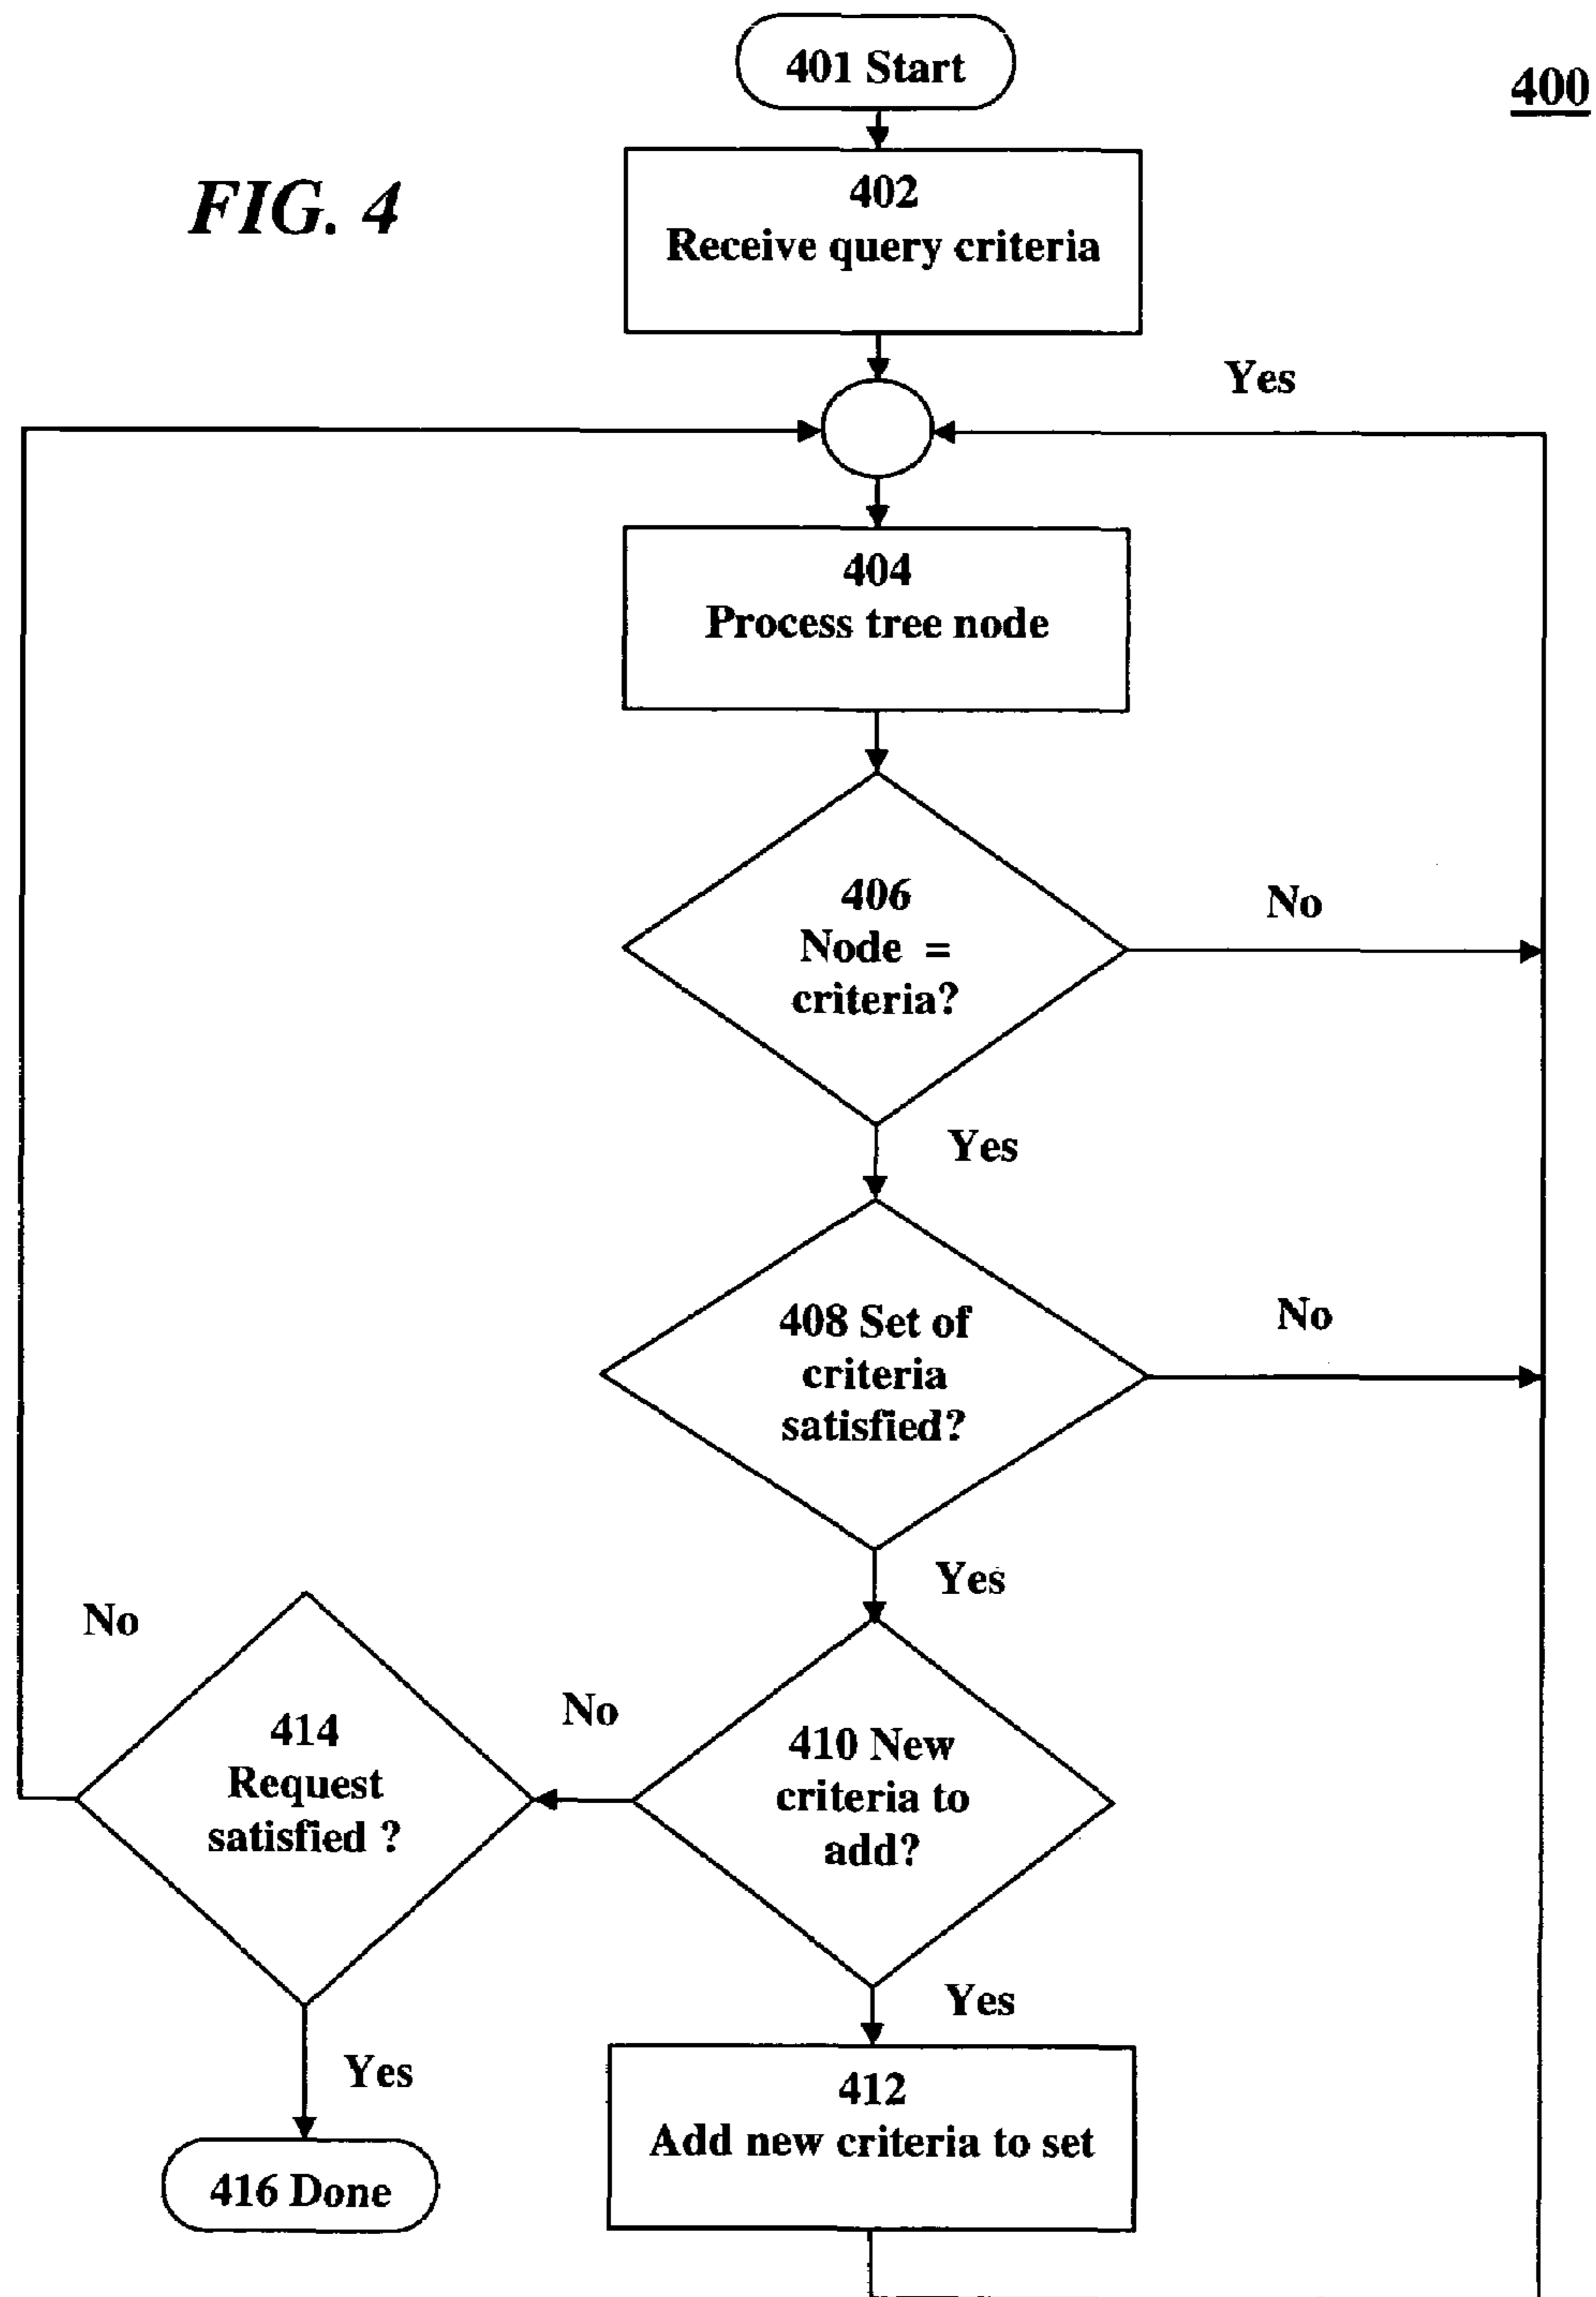 401 Start
400
FIG. 4
402
Receive query criteria
Yes
404
Process tree node
406
Node =
criteria?
No
Yes
408 Set of
criteria
satisfied?
No
Yes
No
414
Request
satisfied ?
No
410 New
criteria to
add?
Yes
Yes
412
Add new criteria to set
416 Done